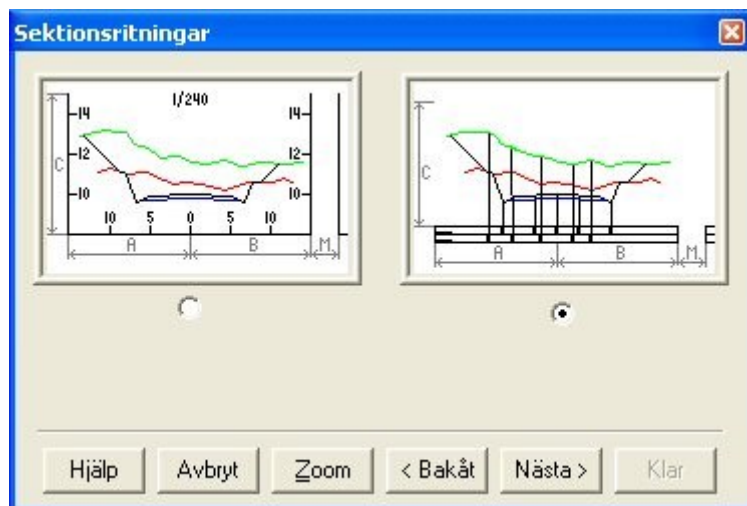 Sektionsritningar
1/240
14 14
12 12
C
10 10
10 5 0 5 10
A B M
C
A B M
Hjälp Avbryt Zoom < Bakåt Nästa > Klar